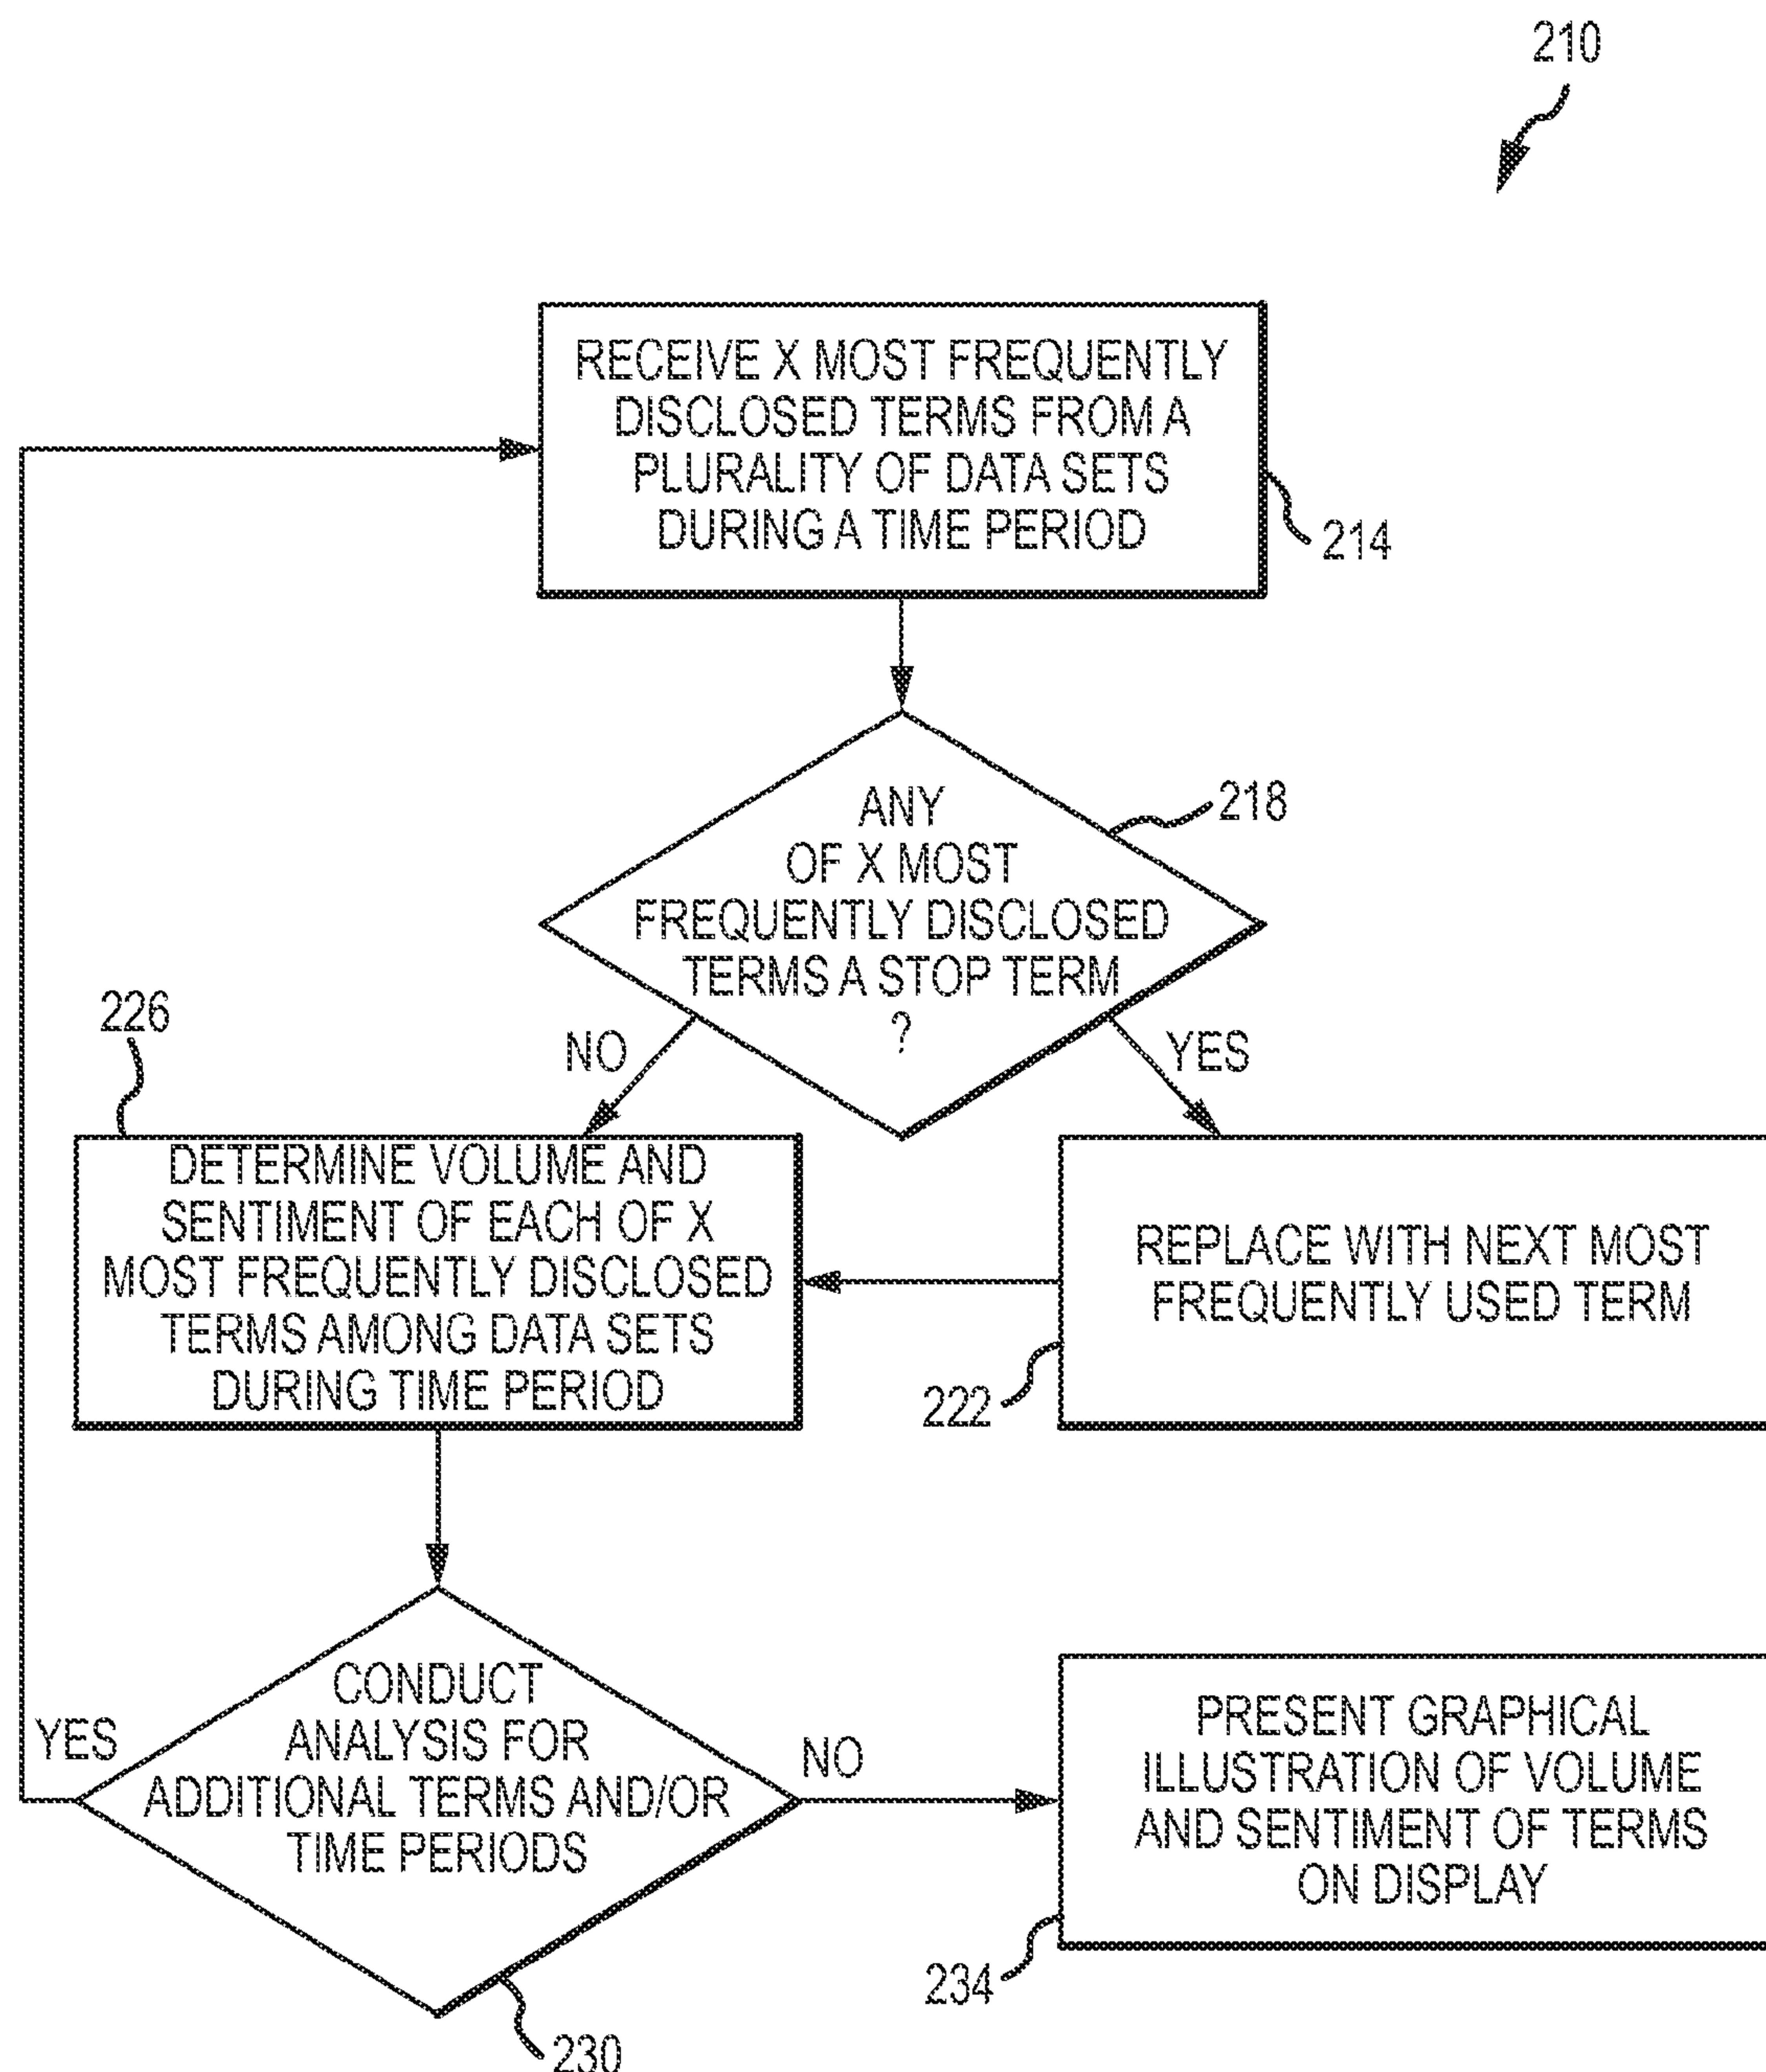 210
RECEIVE X MOST FREQUENTLY
DISCLOSED TERMS FROM A
PLURALITY OF DATA SETS
DURING A TIME PERIOD
214
ANY
OF X MOST
FREQUENTLY DISCLOSED
TERMS A STOP TERM
?
218
NO
YES
226
DETERMINE VOLUME AND
SENTIMENT OF EACH OF X
MOST FREQUENTLY DISCLOSED
TERMS AMONG DATA SETS
DURING TIME PERIOD
REPLACE WITH NEXT MOST
FREQUENTLY USED TERM
222
CONDUCT
ANALYSIS FOR
ADDITIONAL TERMS AND/OR
TIME PERIODS
YES
NO
230
PRESENT GRAPHICAL
ILLUSTRATION OF VOLUME
AND SENTIMENT OF TERMS
ON DISPLAY
234